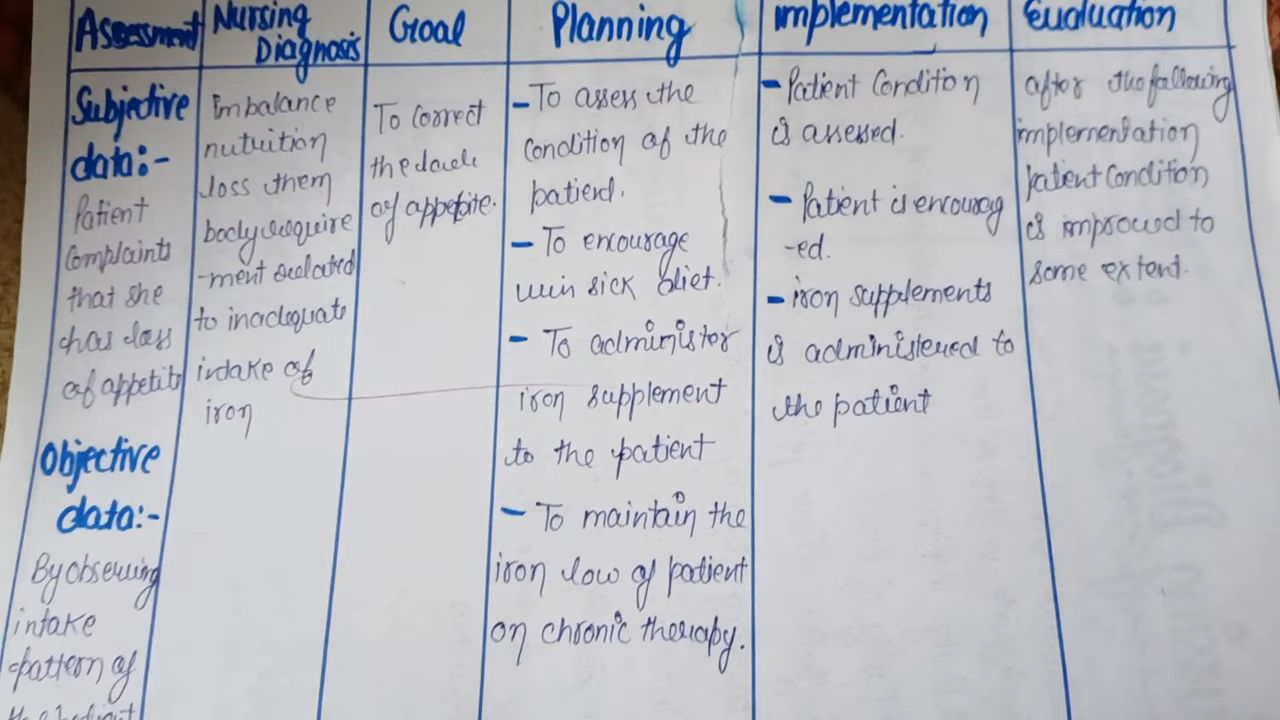 Assessment
Nursing
Diagnosis
Goal
Planning
implementation
Evaluation
Subjective
data:-
Patient
Complaints
that she
has loss
of appetite
Objective
data:-
By observing
intake
pattern of
Imbalance
nutuition
loss them
body require
-ment related
to inadequate
intake of
iron
To correct
the lack
of appetite.
- To assess the
condition of the
patient.
- To encourage
sick diet.
- To administer
iron supplement
to the patient
- To maintain the
iron low of patient
on chronic therapy.
- Patient Condition
is assessed.
- Patient is encourag
-ed.
- iron supplements
is administered to
the patient
after the following
implementation
patient Condition
is improved to
some extent.